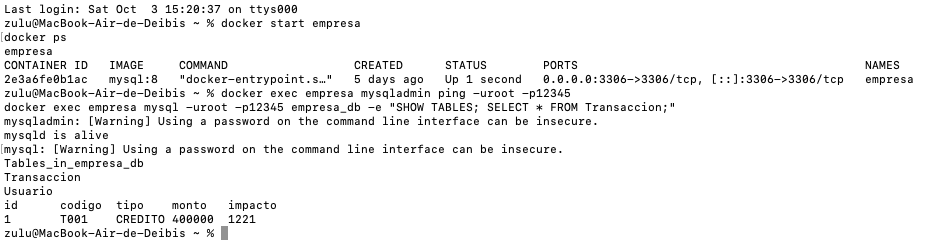 Last login: Sat Oct  3 15:20:37 on ttys000
zulu@MacBook-Air-de-Deibis ~ % docker start empresa
[docker ps
empresa
CONTAINER ID   IMAGE     COMMAND                  CREATED      STATUS        PORTS                                         NAMES
2e3a6fe0b1ac   mysql:8   "docker-entrypoint.s…"   5 days ago   Up 1 second   0.0.0.0:3306->3306/tcp, [::]:3306->3306/tcp   empresa
zulu@MacBook-Air-de-Deibis ~ % docker exec empresa mysqladmin ping -uroot -p12345
docker exec empresa mysql -uroot -p12345 empresa_db -e "SHOW TABLES; SELECT * FROM Transaccion;"
mysqladmin: [Warning] Using a password on the command line interface can be insecure.
mysqld is alive
[mysql: [Warning] Using a password on the command line interface can be insecure.
Tables_in_empresa_db
Transaccion
Usuario
id      codigo  tipo    monto   impacto
1       T001    CREDITO 400000  1221
zulu@MacBook-Air-de-Deibis ~ %